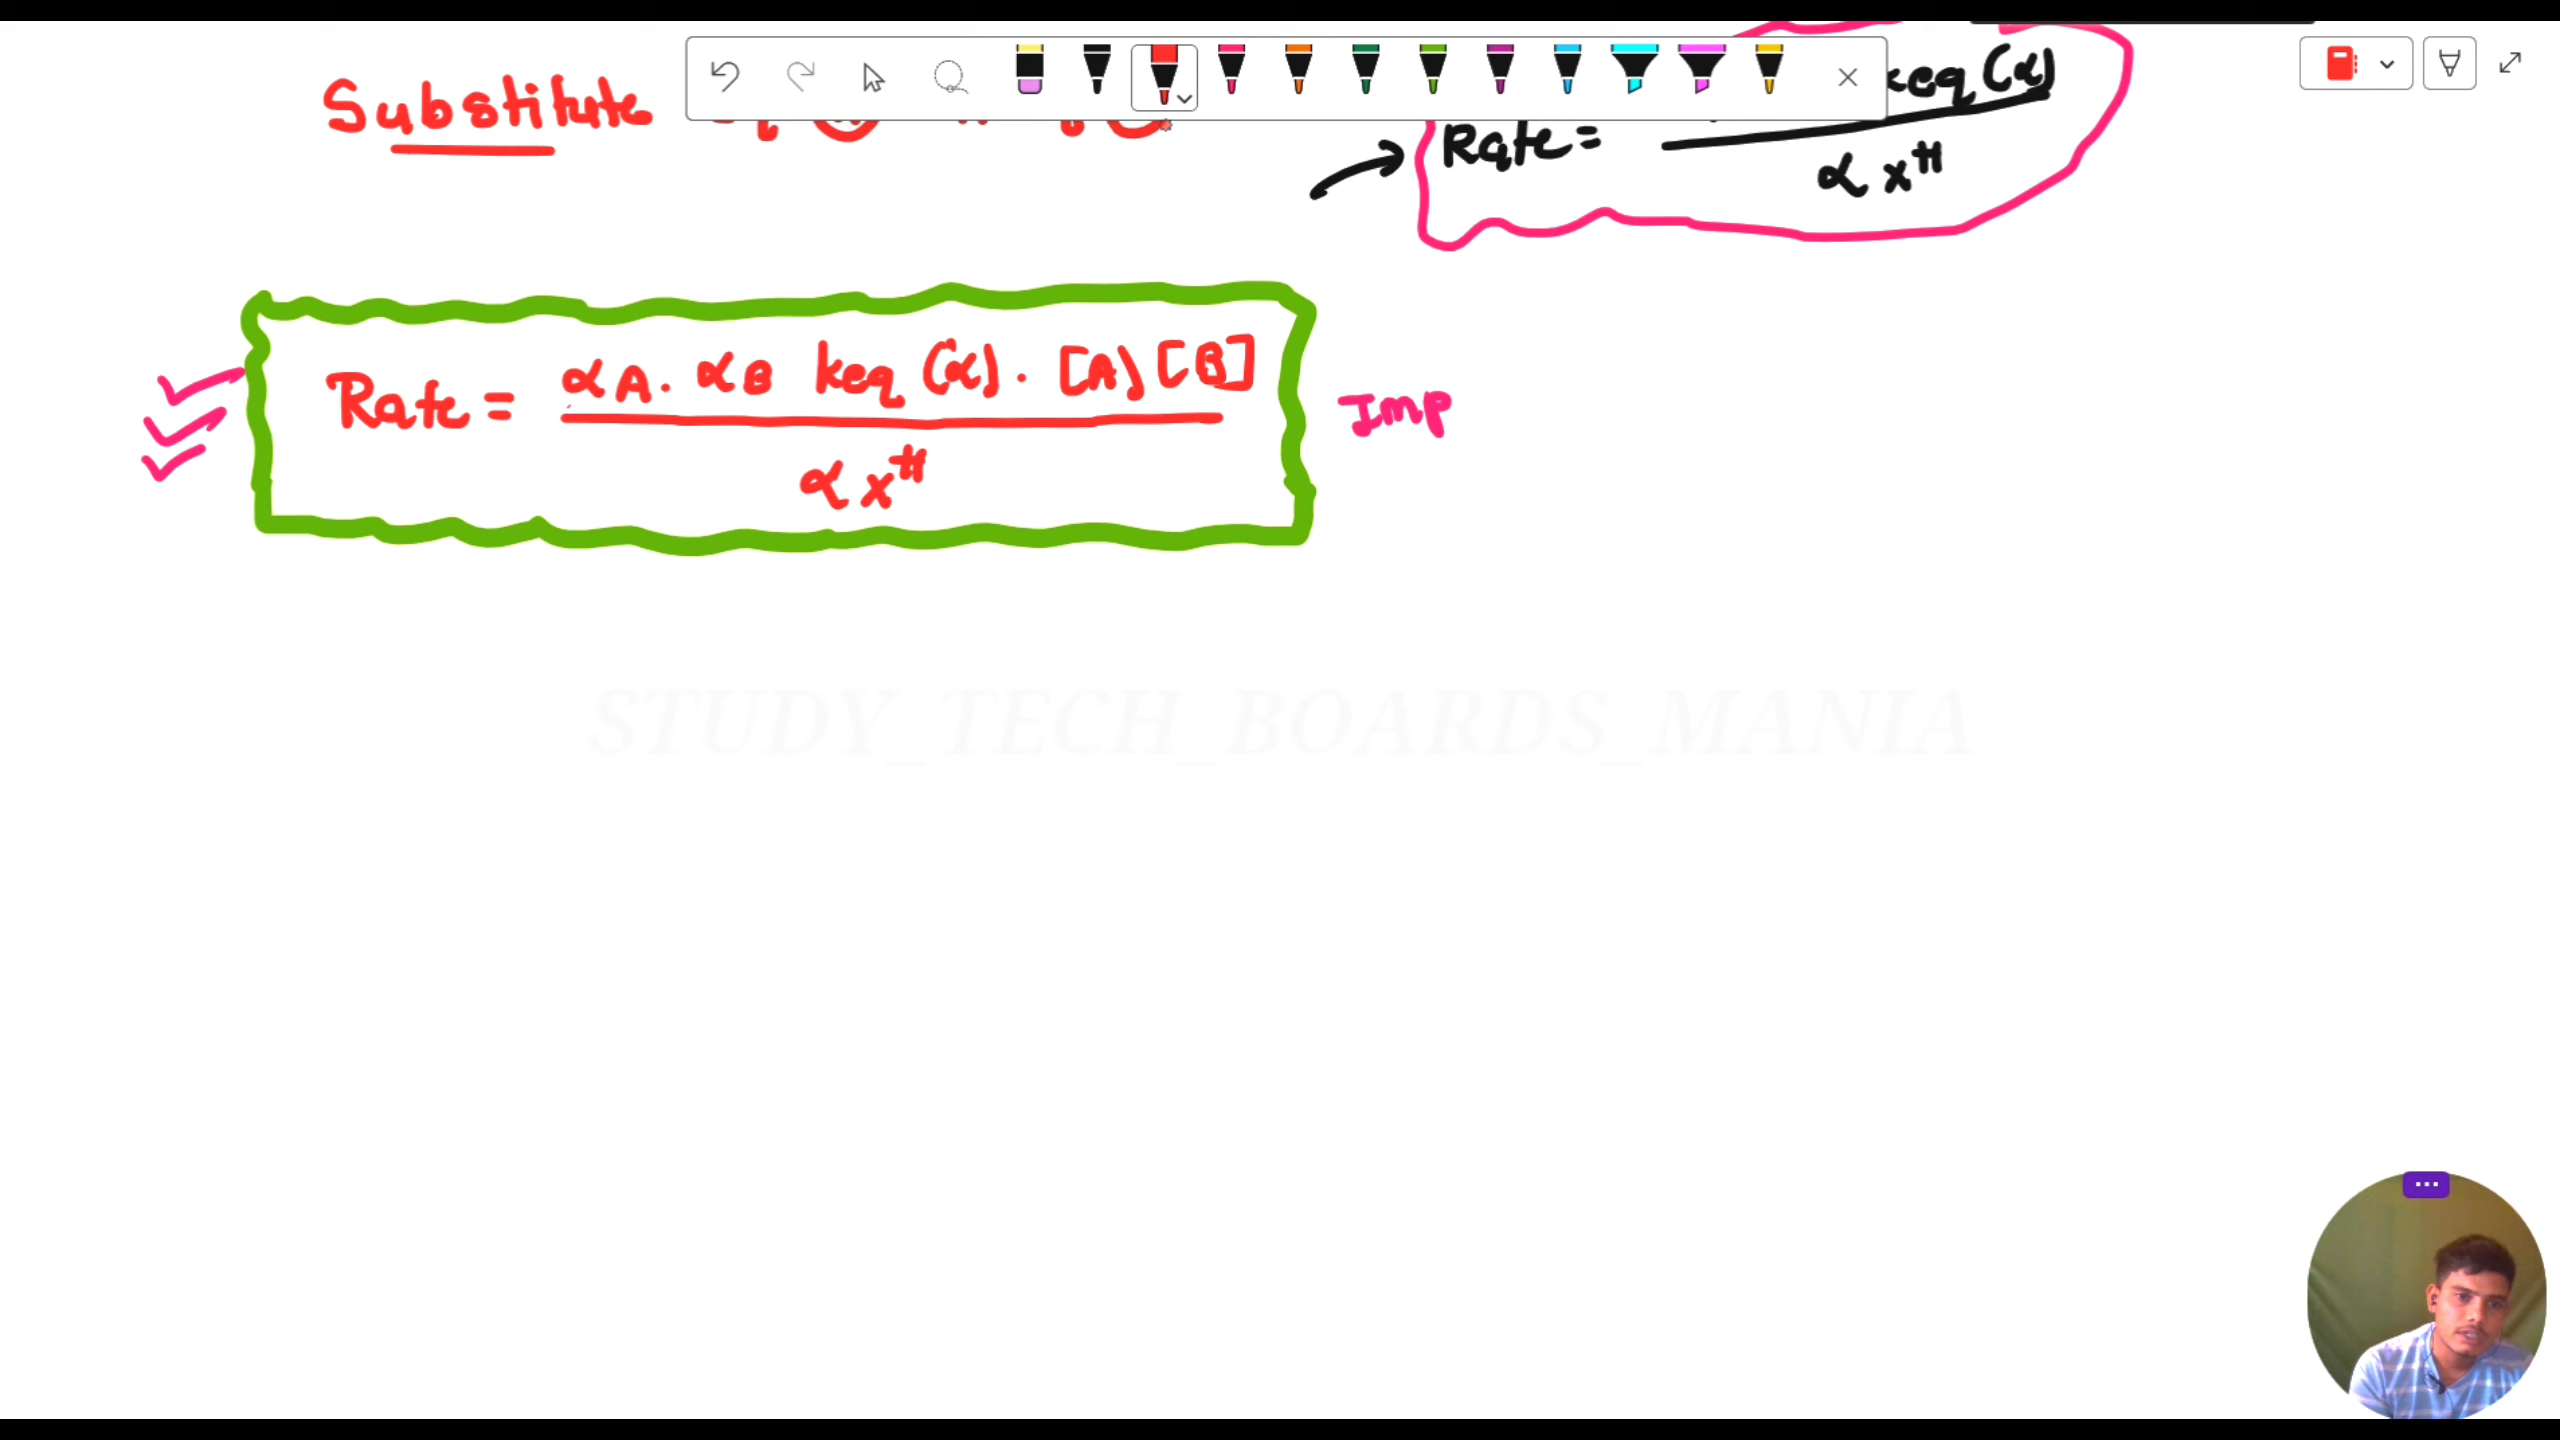 Substitute
keq (α)
Rate =
α x^#
Rate = αA. αB keq (α). [A) [B]
α x^#
Imp
STUDY_TECH_BOARDS_MANIA